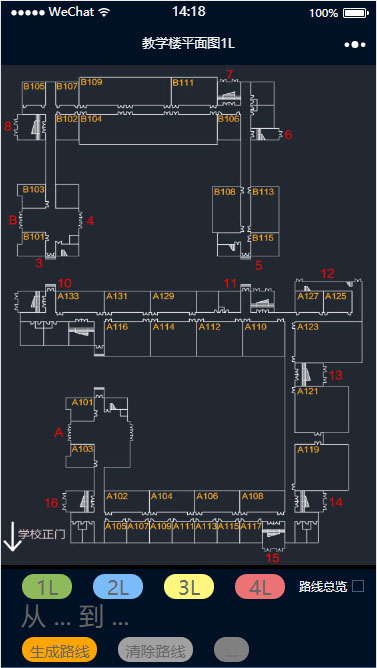 ●●●●● WeChat 14:18 100%
教学楼平面图1L
7
B105 B107 B109 B111
B102 B104 B106
8 6
B103 B108 B113
B 4
B101 B115
3 5
10 11 12
A133 A131 A129 A127 A125
A116 A114 A112 A110 A123
13
A121
A101
A
A103 A119
A102 A104 A106 A108
16 14
A105 A107 A109 A111 A113 A115 A117
学校正门
15
1L 2L 3L 4L 路线总览
从 ... 到 ...
生成路线 清除路线 ...